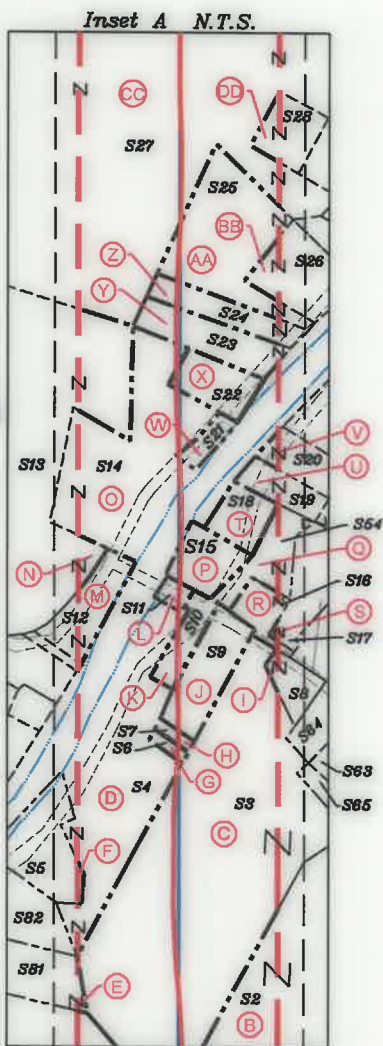 Inset A N.T.S.
CC
DD
S28
S27
S25
BB
Z
AA
S26
Y
S24
S23
X
S22
W
S21
V
S13
S14
S20
U
O
S18
S19
T
S64
S15
Q
N
P
M
S16
R
S11
S12
L
S10
S
S17
S9
I
K
J
S8
S7
H
S64
S6
G
S63
S4
D
S3
S65
C
F
S5
S82
S81
E
S2
B